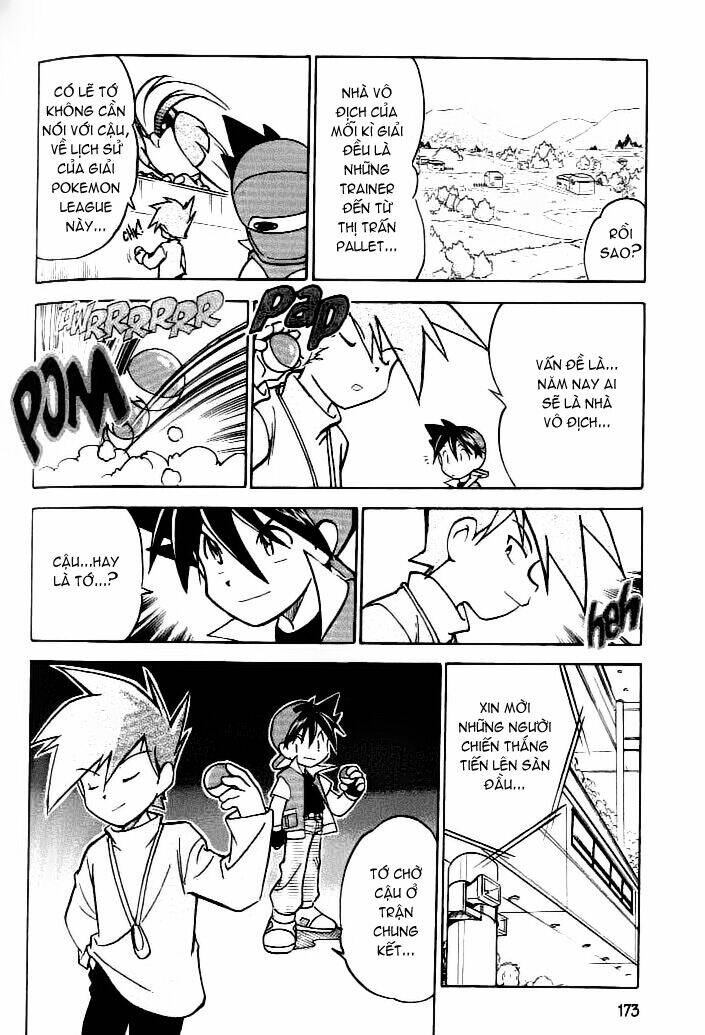 CÓ LẼ TỚ
KHÔNG CẦN
NÓI VỚI CẬU,
VỀ LỊCH SỬ
CỦA GIẢI
POKEMON
LEAGUE
NÀY...
NHÀ VÔ
ĐỊCH CỦA
MỖI KÌ GIẢI
ĐỀU LÀ
NHỮNG
TRAINER
ĐẾN TỪ
THỊ TRẤN
PALLET...
RỒI
SAO?
POM
PAP
VẤN ĐỀ LÀ...
NĂM NAY AI
SẼ LÀ NHÀ
VÔ ĐỊCH...
CẬU...HAY
LÀ TỚ...?
heh
XIN MỜI
NHỮNG NGƯỜI
CHIẾN THẮNG
TIẾN LÊN SÀN
ĐẤU...
TỚ CHỜ
CẬU Ở
TRẬN
CHUNG
KẾT...
173